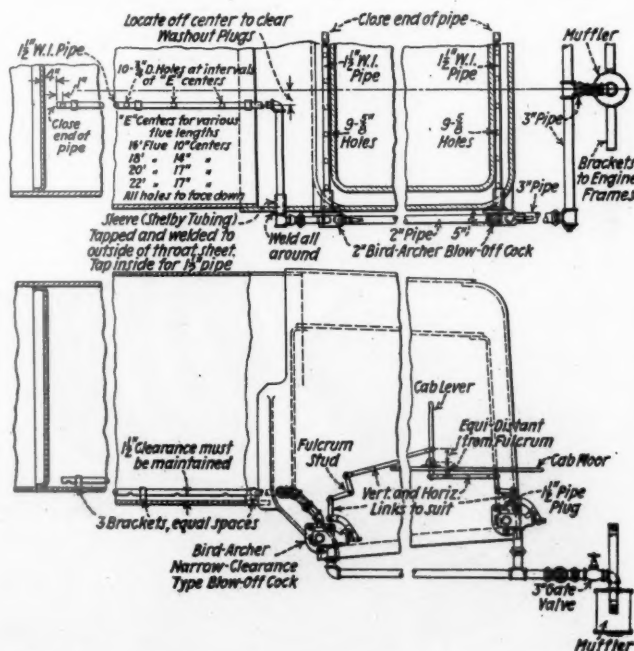 Locate off center to clear
Washout Plugs
Close end of pipe
Muffler
1½" W.I. Pipe
10-¾" D. Holes at intervals
of "E" centers
4"
1"
Close
end of
pipe
"E" Centers for various
flue lengths
16' Flue 10" Centers
18' " 14" "
20' " 17" "
22' " 17" "
All holes to face down
1½" W.I.
Pipe
1½" W.I.
Pipe
9-⅝"
Holes
9-⅝"
Holes
3" Pipe
Brackets
to Engine
Frames
3" Pipe
Sleeve (Shelby Tubing)
Tapped and welded to
outside of throat sheet.
Tap inside for 1½" pipe
Weld all
around
2" Pipe
2" Bird-Archer Blow-Off Cock
Cab Lever
Equi-Distant
from Fulcrum
Fulcrum
Stud
Cab Floor
1½" Clearance must
be maintained
Vert. and Horiz.
Links to suit
1½" Pipe
Plug
3 Brackets, equal spaces
Bird-Archer
Narrow-Clearance
Type Blow-Off Cock
3" Gate
Valve
Muffler